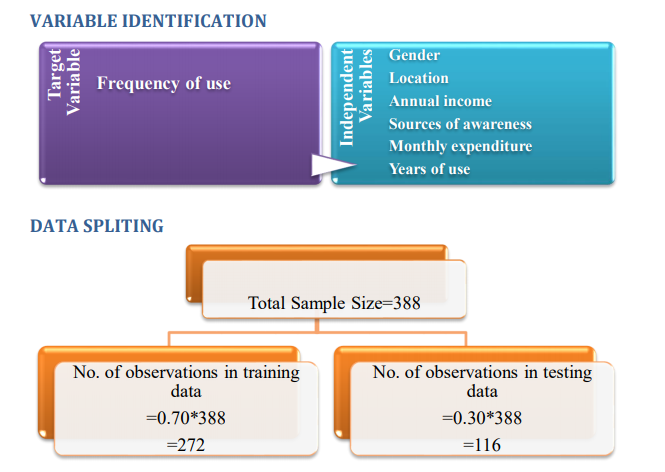 VARIABLE IDENTIFICATION
Target
Variable
Frequency of use
Independent
Variables
Gender
Location
Annual income
Sources of awareness
Monthly expenditure
Years of use
DATA SPLITING
Total Sample Size=388
No. of observations in training
data
=0.70*388
=272
No. of observations in testing
data
=0.30*388
=116